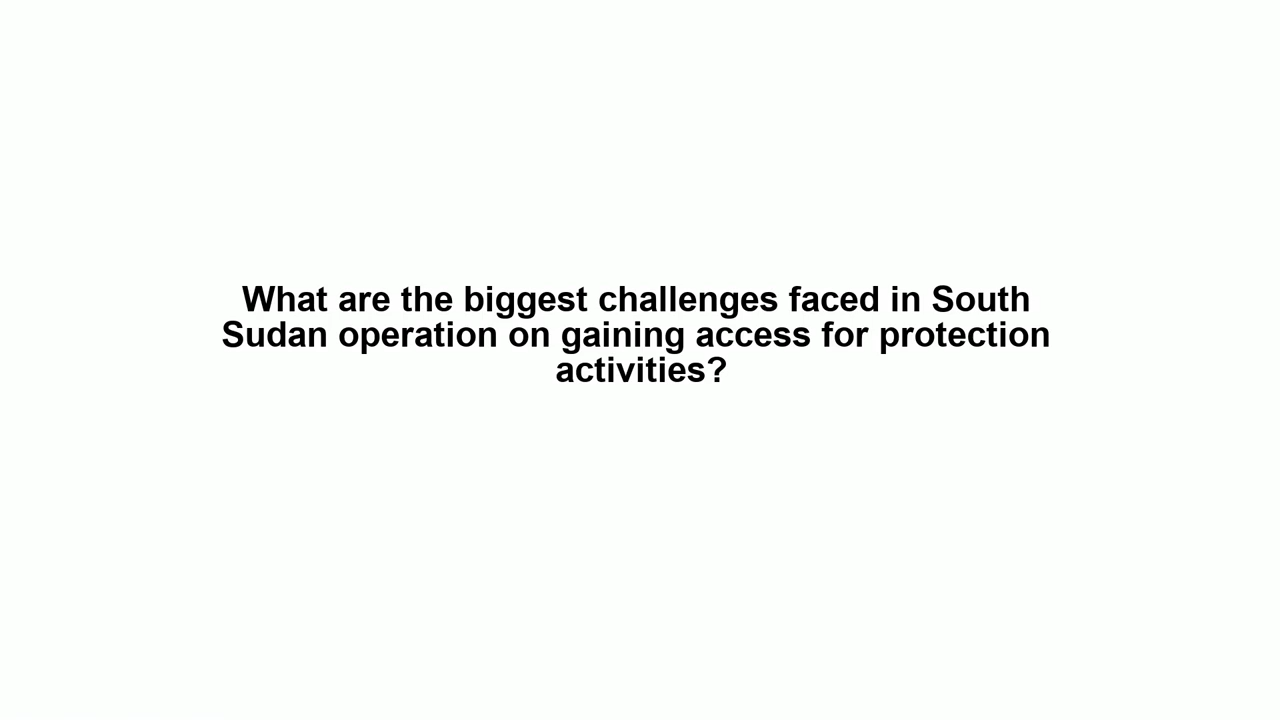 What are the biggest challenges faced in South
Sudan operation on gaining access for protection
activities?